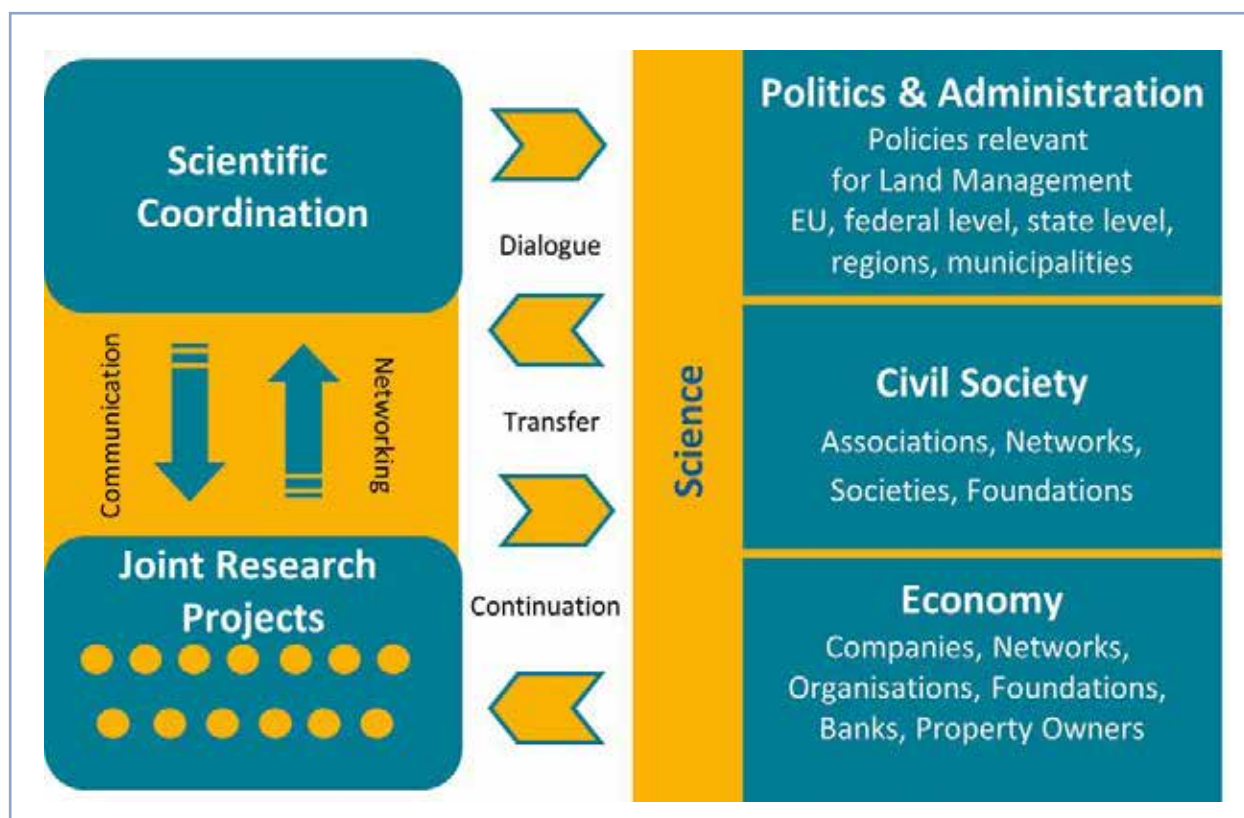 Scientific
Coordination
Communication
Networking
Joint Research
Projects
Dialogue
Transfer
Continuation
Science
Politics & Administration
Policies relevant
for Land Management
EU, federal level, state level,
regions, municipalities
Civil Society
Associations, Networks,
Societies, Foundations
Economy
Companies, Networks,
Organisations, Foundations,
Banks, Property Owners